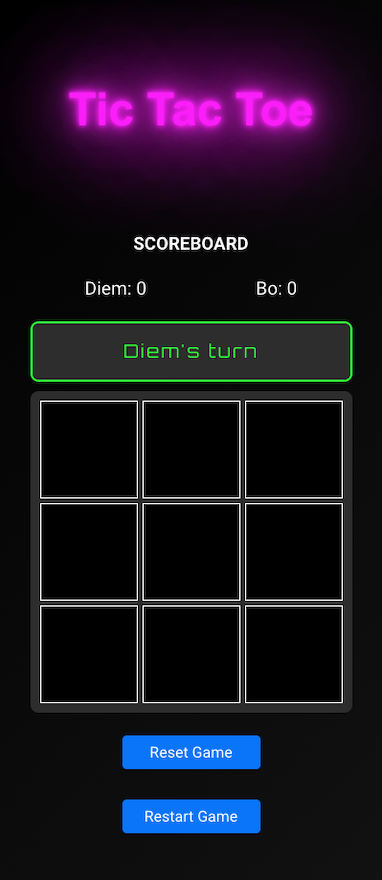 Tic Tac Toe
SCOREBOARD
Diem: 0 Bo: 0
Diem's turn
Reset Game
Restart Game